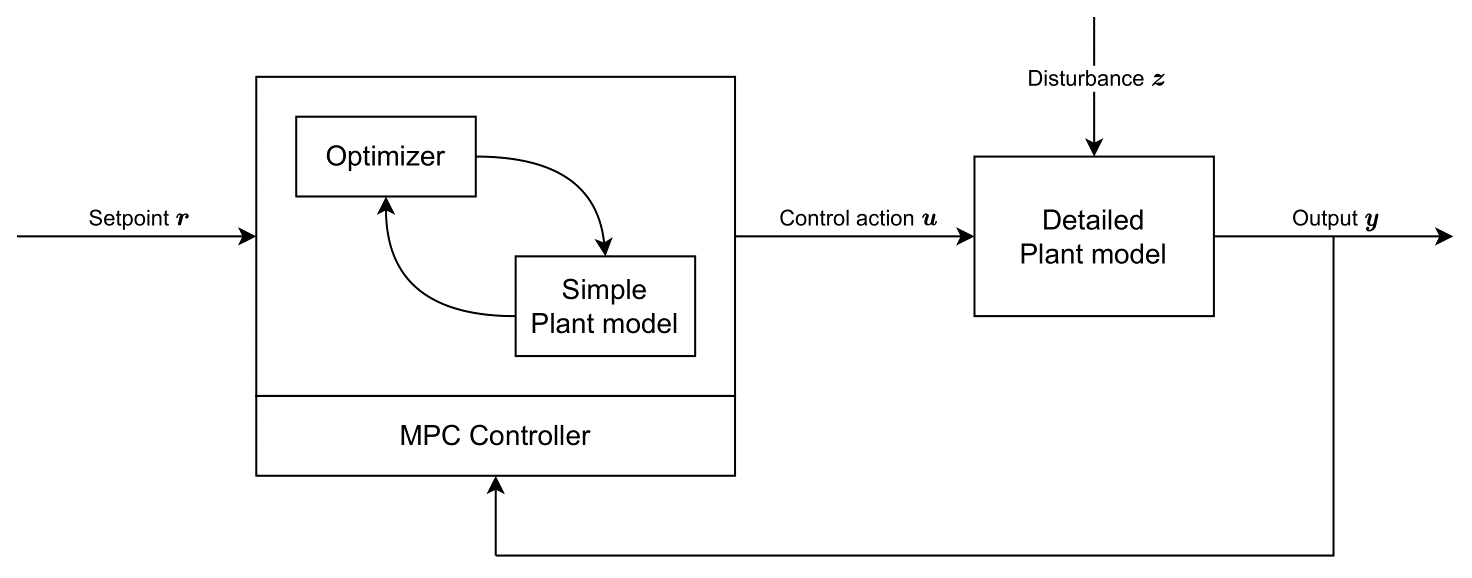 Disturbance z
Optimizer
Setpoint r
Control action u
Detailed
Plant model
Output y
Simple
Plant model
MPC Controller